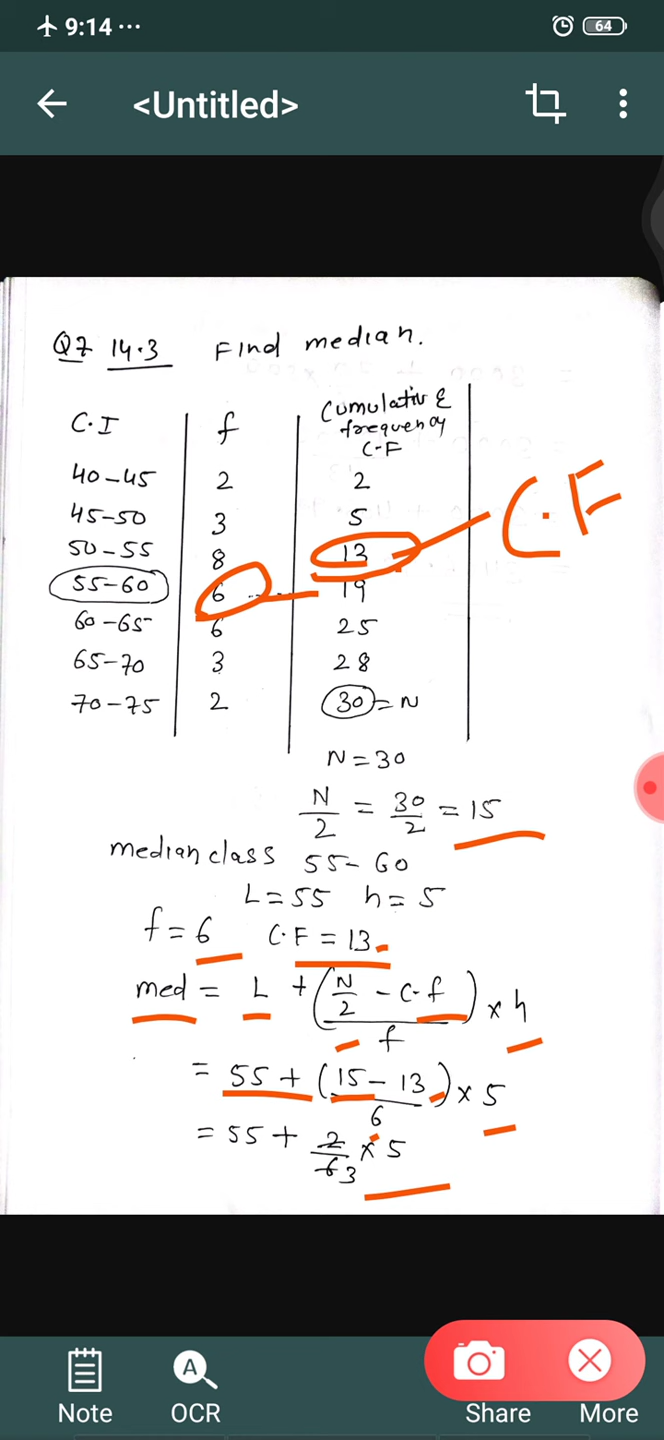 9:14 ...
64
<Untitled>
Q7 14.3 Find median.
C.I f Cumulative frequency C-F
40-45 2 2
45-50 3 5
50-55 8 13
C.F
55-60 6 19
60-65 6 25
65-70 3 28
70-75 2 30 = N
N = 30
N/2 = 30/2 = 15
median class 55-60
L = 55 h = 5
f = 6 C.F = 13
med = L + (N/2 - c.f / f) × h
= 55 + (15 - 13 / 6) × 5
= 55 + 2/6 3 × 5
A
Note OCR Share More